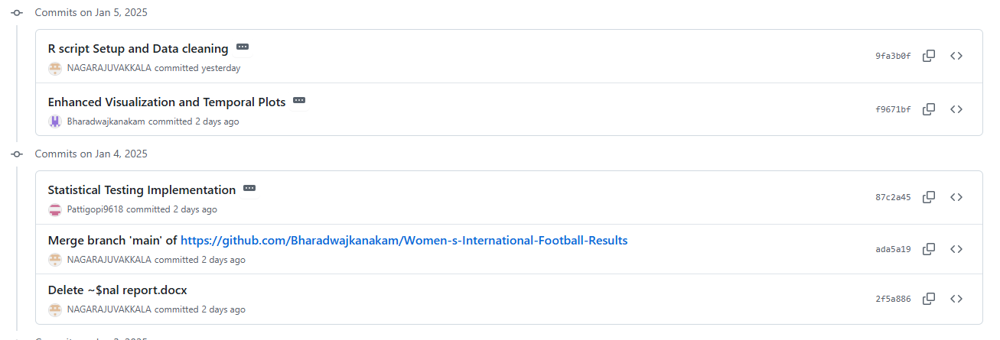 Commits on Jan 5, 2025
R script Setup and Data cleaning
NAGARAJUVAKKALA committed yesterday
9fa3b0f
Enhanced Visualization and Temporal Plots
Bharadwajkanakam committed 2 days ago
f9671bf
Commits on Jan 4, 2025
Statistical Testing Implementation
Pattigopi9618 committed 2 days ago
87c2a45
Merge branch 'main' of https://github.com/Bharadwajkanakam/Women-s-International-Football-Results
NAGARAJUVAKKALA committed 2 days ago
ada5a19
Delete ~$nal report.docx
NAGARAJUVAKKALA committed 2 days ago
2f5a886